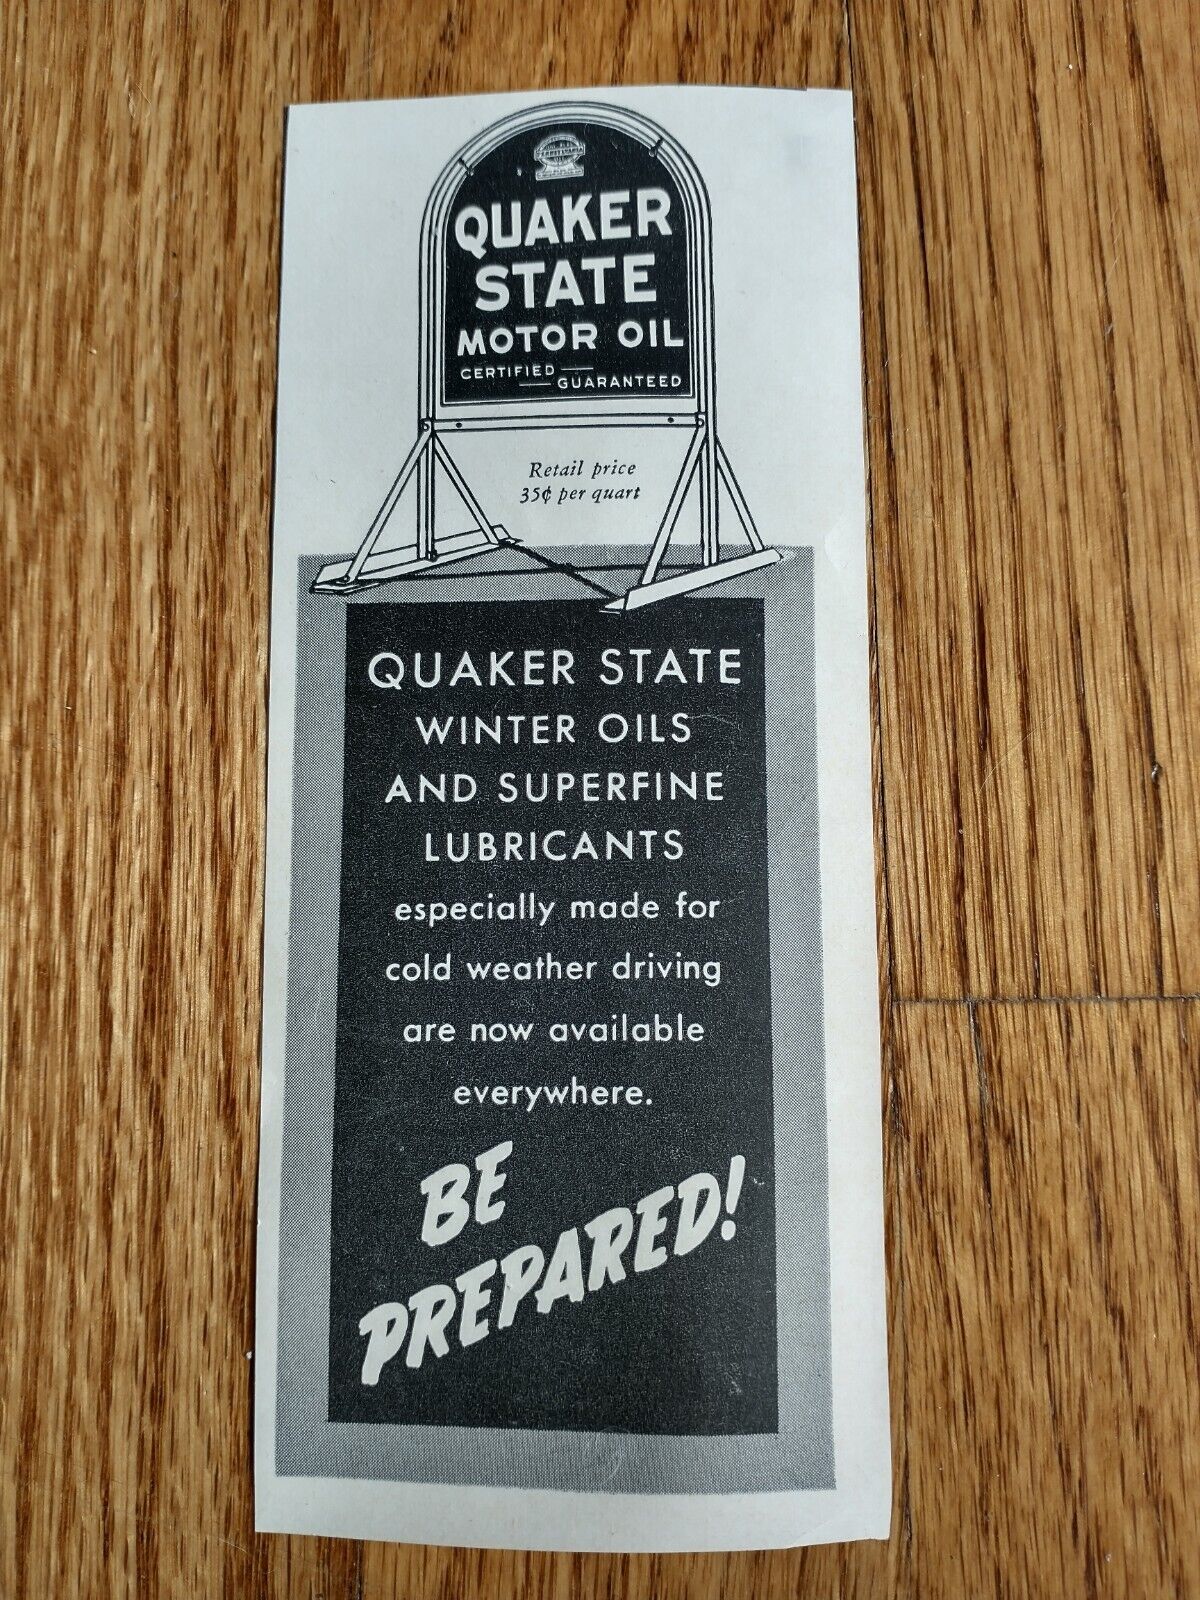 PENNSYLVANIA
QUAKER
STATE
MOTOR OIL
CERTIFIED
GUARANTEED
Retail price
35¢ per quart
QUAKER STATE
WINTER OILS
AND SUPERFINE
LUBRICANTS
especially made for
cold weather driving
are now available
everywhere.
BE
PREPARED!